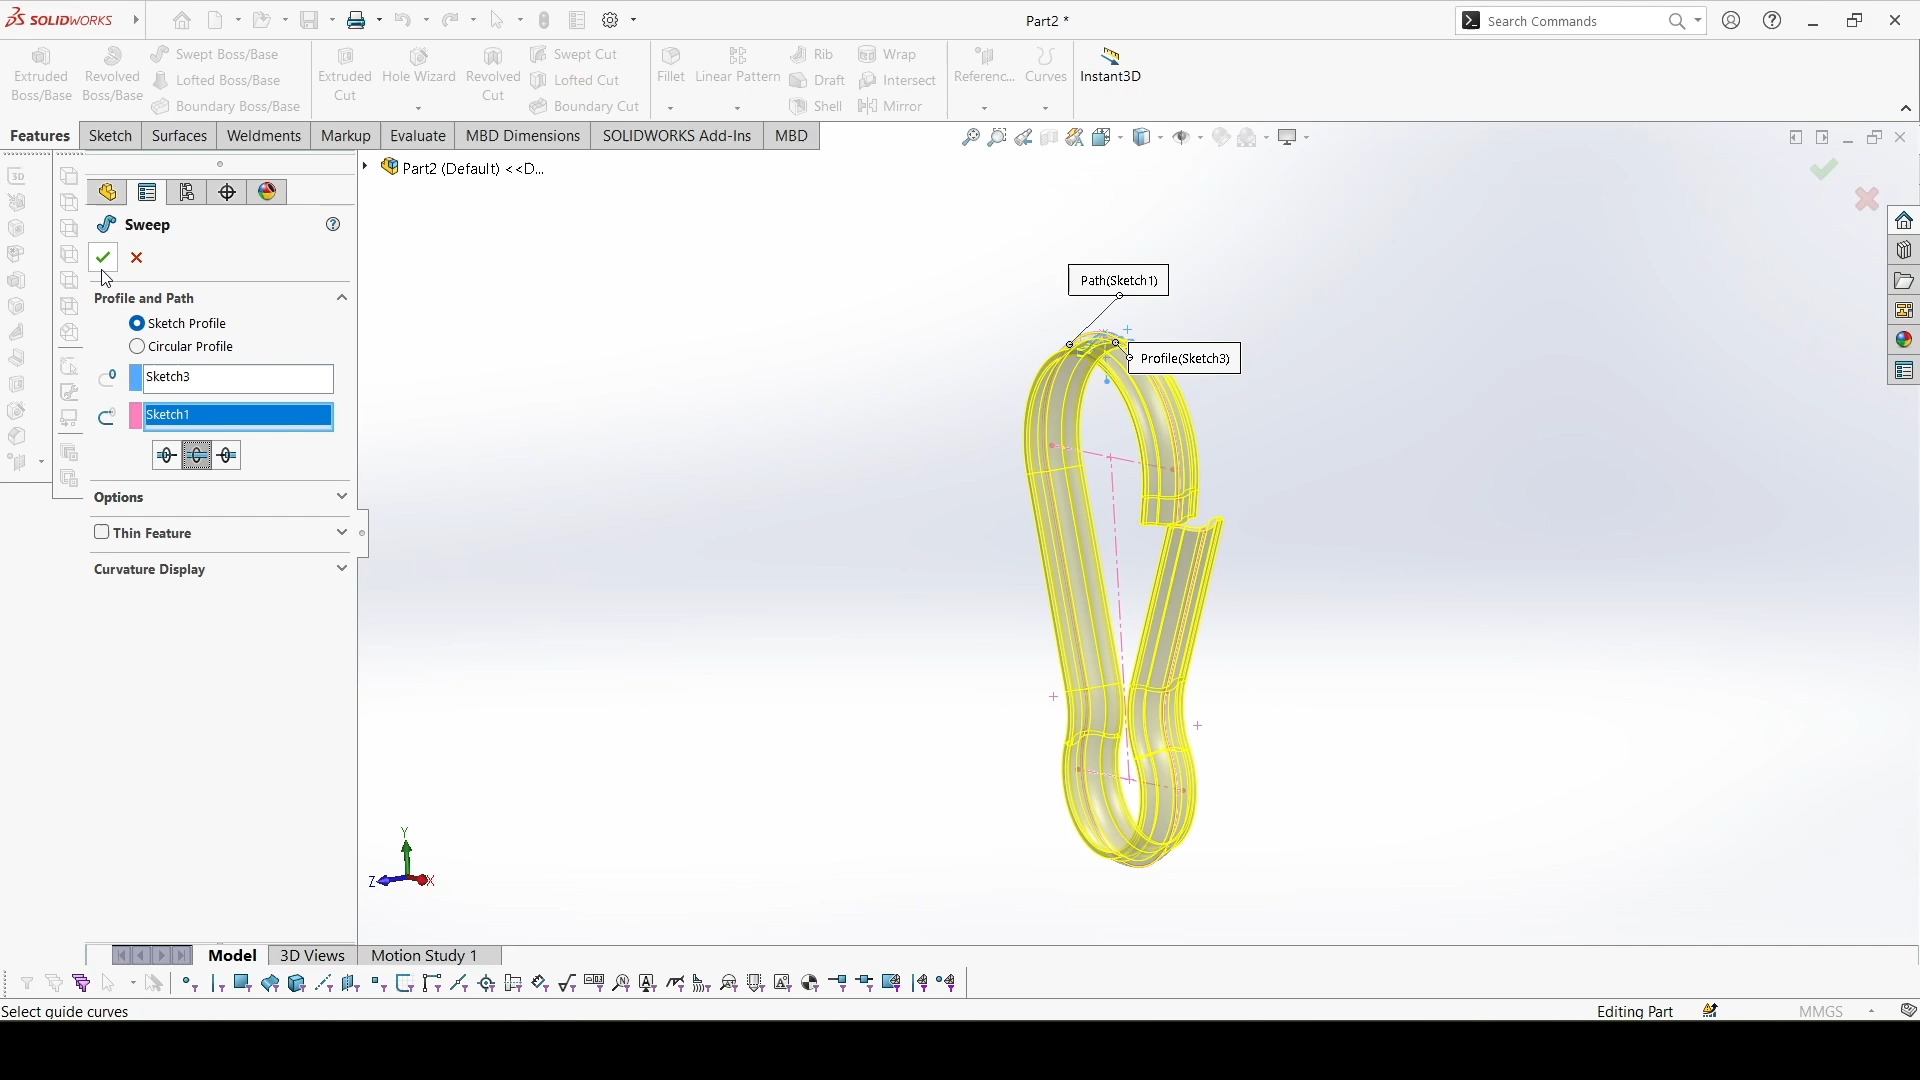 SOLIDWORKS
Part2 *
Search Commands
Extruded
Boss/Base
Revolved
Boss/Base
Swept Boss/Base
Lofted Boss/Base
Boundary Boss/Base
Extruded
Cut
Hole Wizard
Revolved
Cut
Swept Cut
Lofted Cut
Boundary Cut
Fillet
Linear Pattern
Rib
Draft
Shell
Wrap
Intersect
Mirror
Referenc...
Curves
Instant3D
Features
Sketch
Surfaces
Weldments
Markup
Evaluate
MBD Dimensions
SOLIDWORKS Add-Ins
MBD
Part2 (Default) <<D...
3D
Sweep
Profile and Path
Sketch Profile
Circular Profile
Sketch3
Sketch1
Options
Thin Feature
Curvature Display
Path(Sketch1)
Profile(Sketch3)
Y
Z
X
Model
3D Views
Motion Study 1
Select guide curves
Editing Part
MMGS